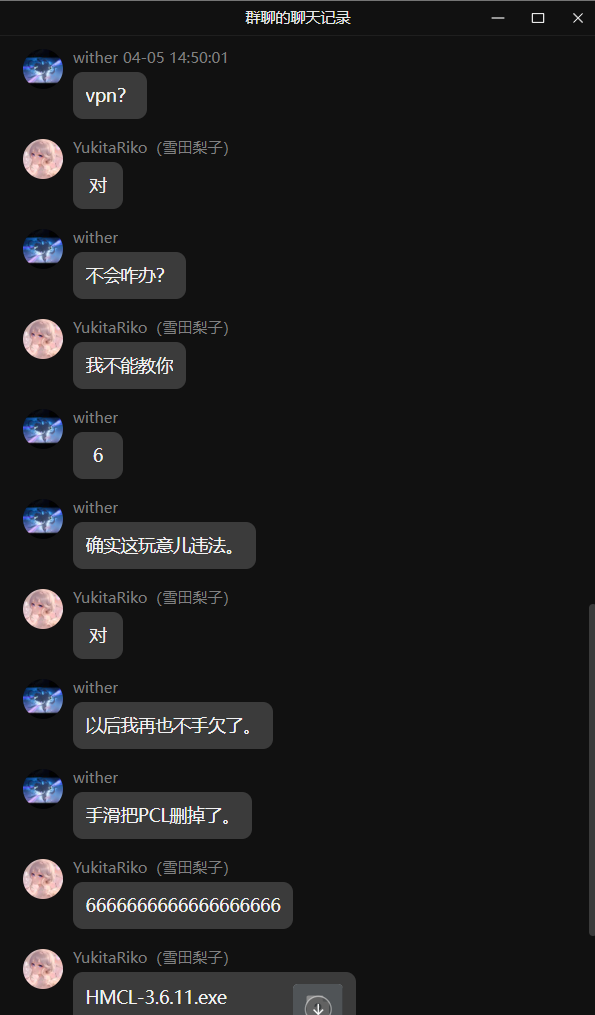 群聊的聊天记录
wither 04-05 14:50:01
vpn？
YukitaRiko（雪田梨子）
对
wither
不会咋办？
YukitaRiko（雪田梨子）
我不能教你
wither
6
wither
确实这玩意儿违法。
YukitaRiko（雪田梨子）
对
wither
以后我再也不手欠了。
wither
手滑把PCL删掉了。
YukitaRiko（雪田梨子）
6666666666666666666
YukitaRiko（雪田梨子）
HMCL-3.6.11.exe